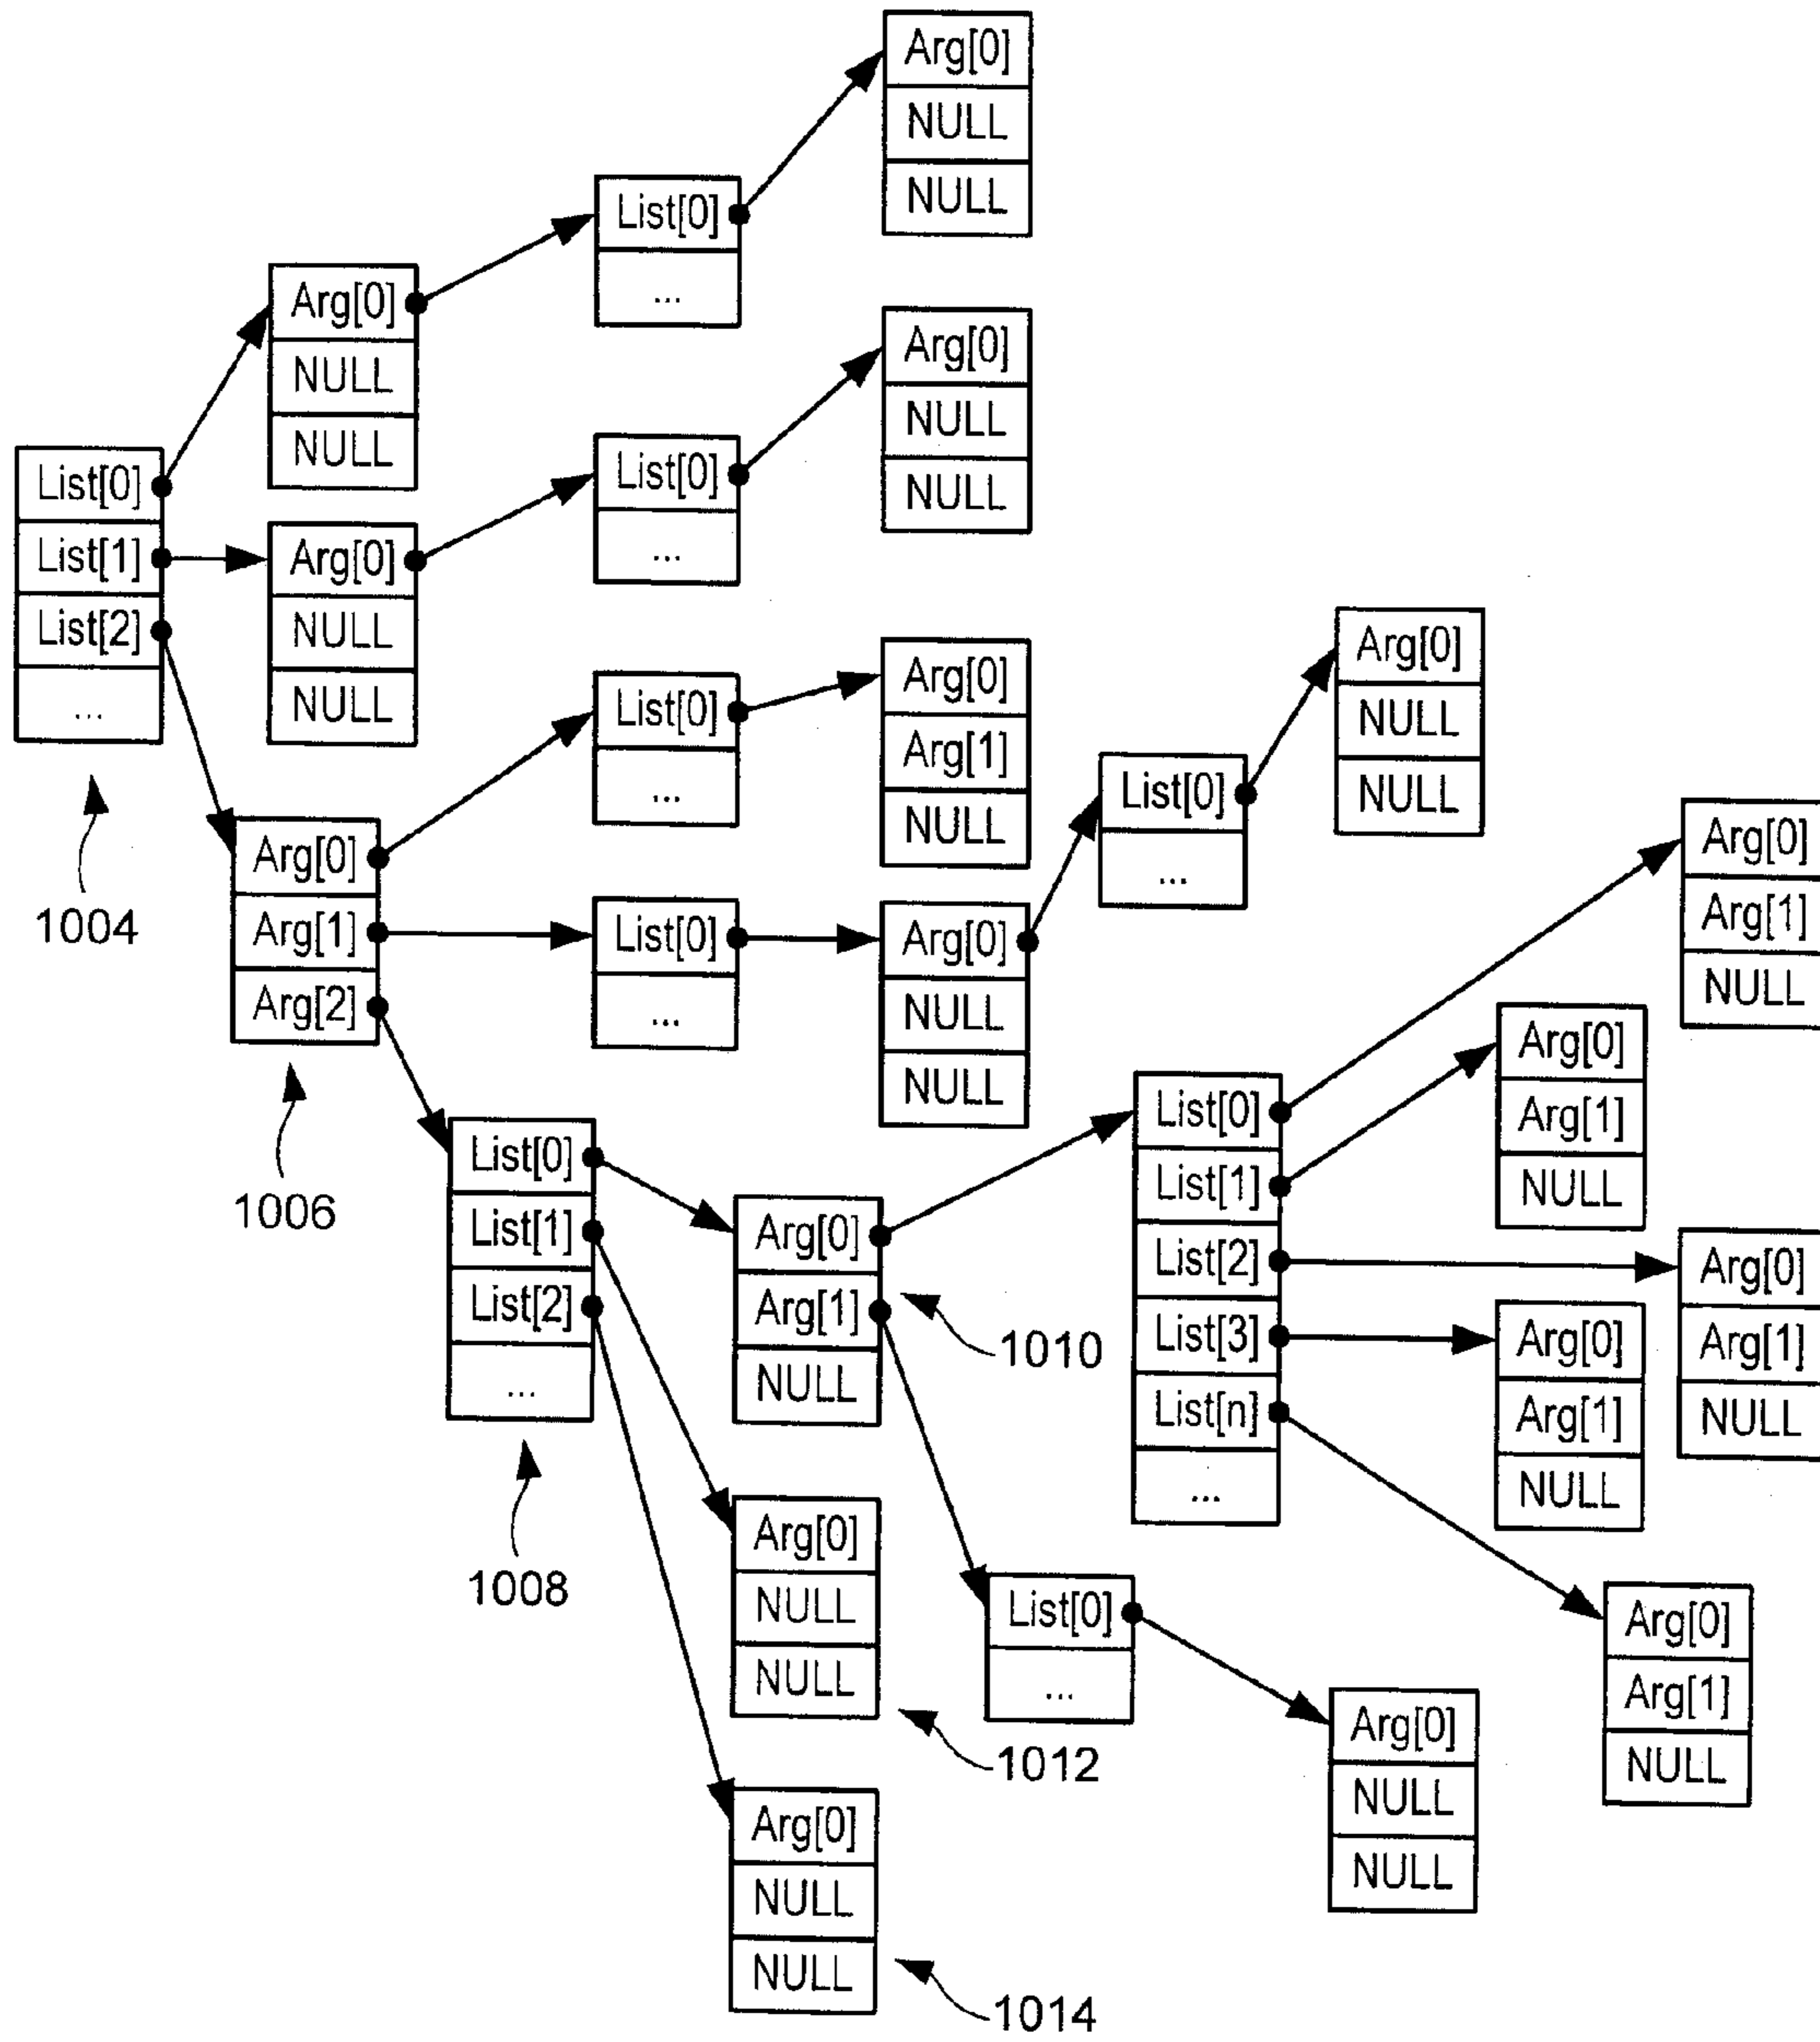 Arg[0]
NULL
NULL
List[0]
...
Arg[0]
NULL
NULL
Arg[0]
NULL
NULL
List[0]
...
List[0]
List[1]
List[2]
...
1004
Arg[0]
NULL
NULL
Arg[0]
Arg[1]
NULL
List[0]
...
Arg[0]
NULL
NULL
List[0]
...
Arg[0]
Arg[1]
Arg[2]
1006
List[0]
...
Arg[0]
NULL
NULL
Arg[0]
Arg[1]
NULL
List[0]
List[1]
List[2]
...
1008
Arg[0]
Arg[1]
NULL
1010
List[0]
List[1]
List[2]
List[3]
List[n]
...
Arg[0]
Arg[1]
NULL
Arg[0]
Arg[1]
NULL
Arg[0]
Arg[1]
NULL
Arg[0]
NULL
NULL
1012
List[0]
...
Arg[0]
Arg[1]
NULL
Arg[0]
NULL
NULL
Arg[0]
NULL
NULL
1014